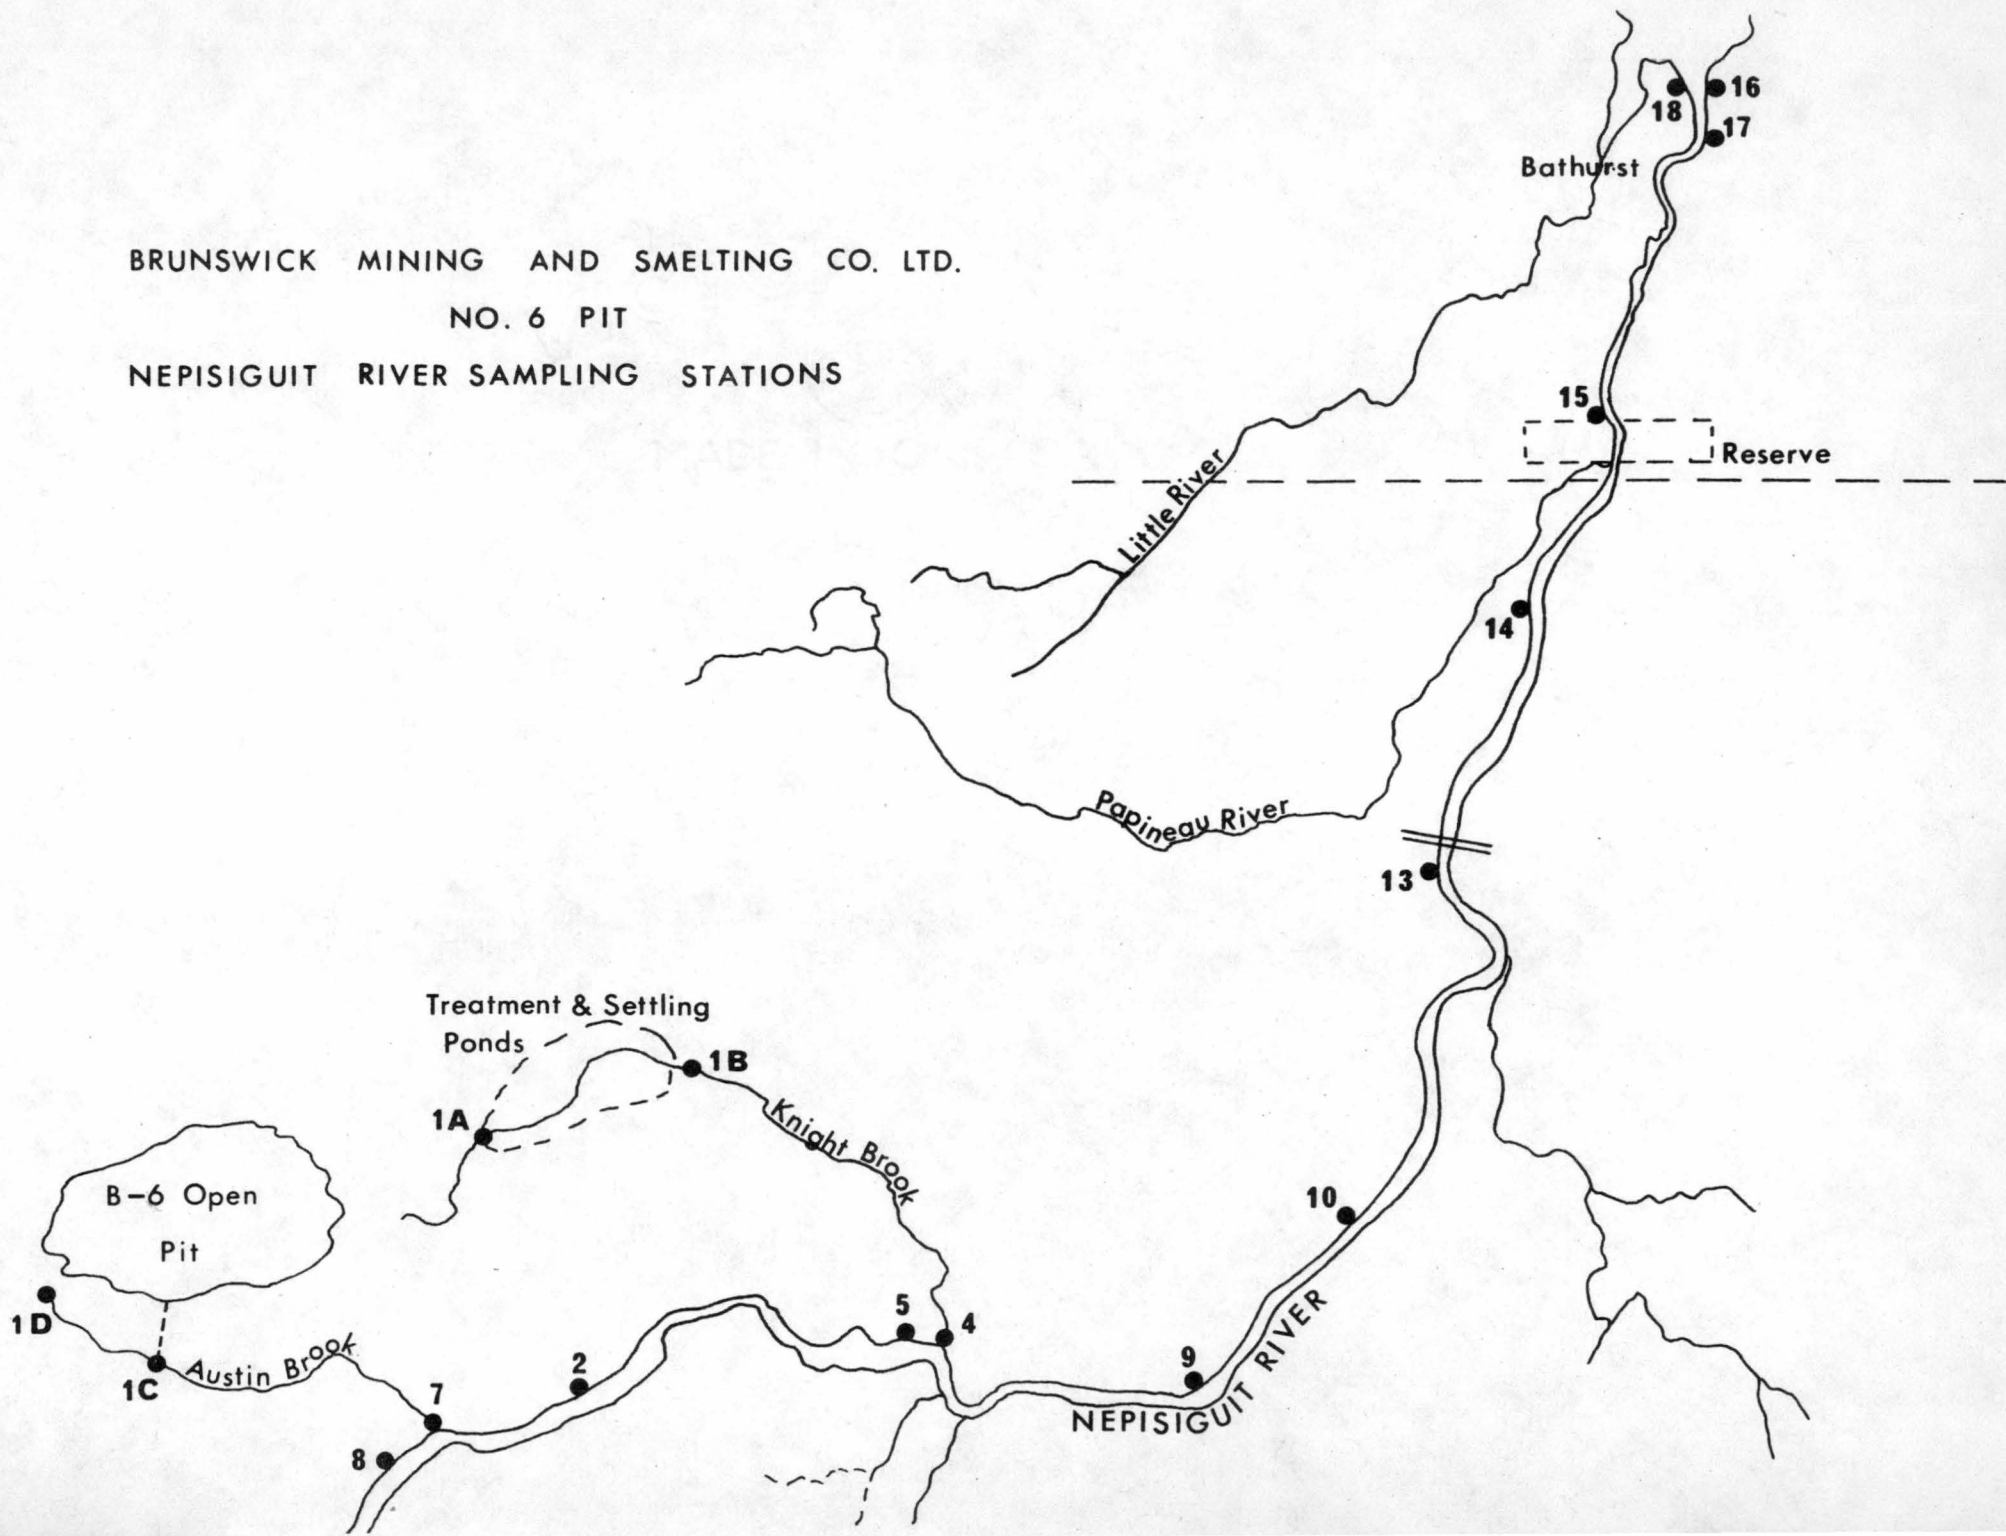 BRUNSWICK MINING AND SMELTING CO. LTD.
NO. 6 PIT
NEPISIGUIT RIVER SAMPLING STATIONS
16
18
17
Bathurst
15
Reserve
Little River
14
Papineau River
13
Treatment & Settling
Ponds
1B
1A
Knight Brook
B-6 Open
Pit
10
1D
5
4
Austin Brook
1C
2
9
7
NEPISIGUIT RIVER
8